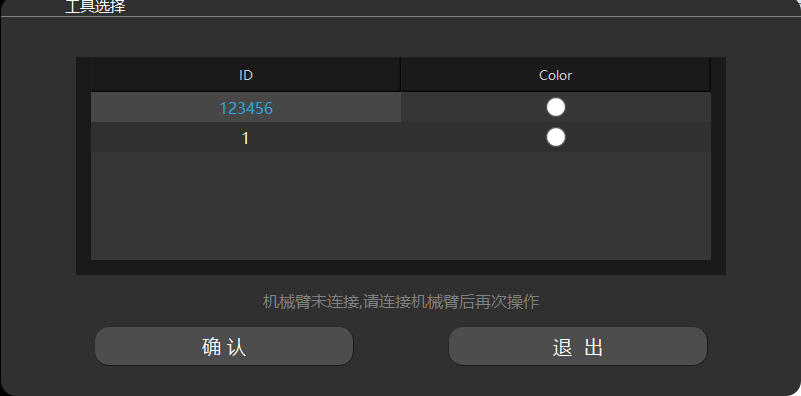 工具选择
ID Color
123456
1
机械臂未连接,请连接机械臂后再次操作
确 认 退 出